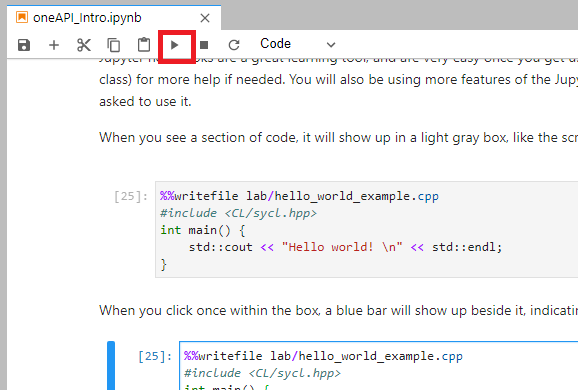 oneAPI_Intro.ipynb
Code
Jupyter notebooks are a great learning tool, and are very easy once you get
class) for more help if needed. You will also be using more features of the Jupy
asked to use it.
When you see a section of code, it will show up in a light gray box, like the scr
[25]: %%writefile lab/hello_world_example.cpp
#include <CL/sycl.hpp>
int main() {
    std::cout << "Hello world! \n" << std::endl;
}
When you click once within the box, a blue bar will show up beside it, indicatin
[25]: %%writefile lab/hello_world_example.cpp
#include <CL/sycl.hpp>
int main() {